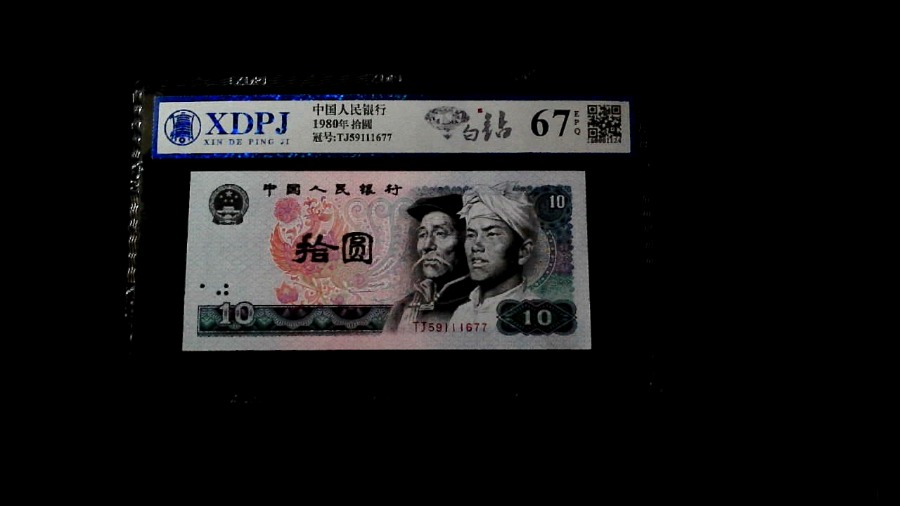 XDPJ
XIN DE PING JI
中国人民银行
1980年 拾圆
冠号:TJ59111677
白钻
67
EPQ
中国人民银行
10
拾圆
10
TJ59111677
10